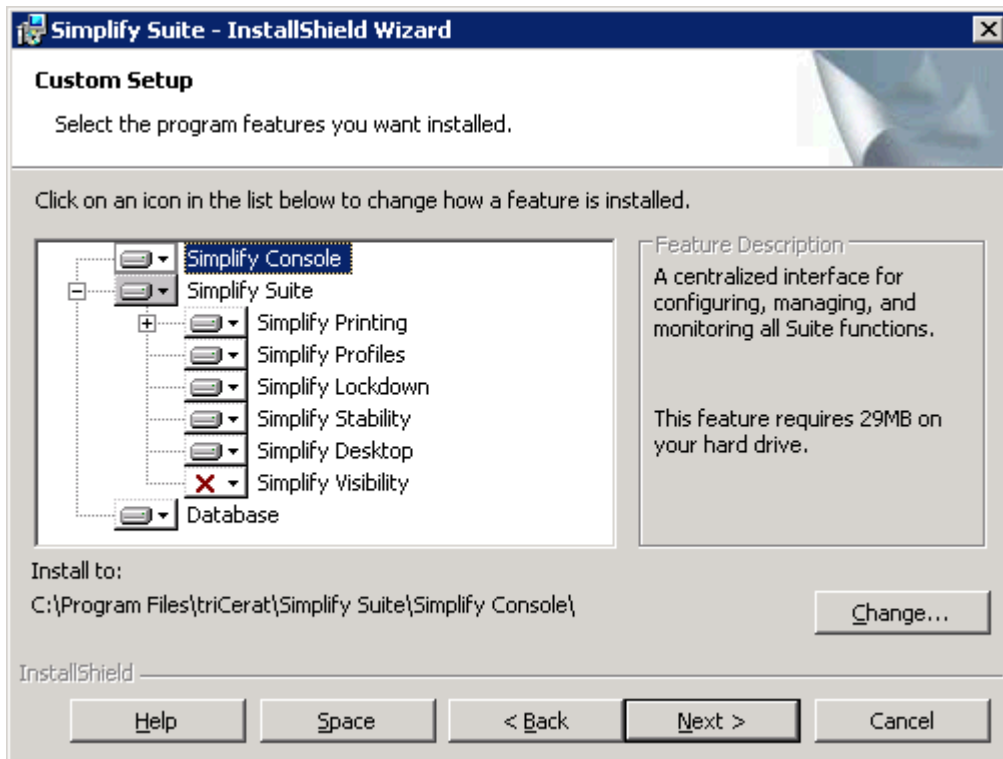 Simplify Suite - InstallShield Wizard
Custom Setup
Select the program features you want installed.
Click on an icon in the list below to change how a feature is installed.
Simplify Console
Simplify Suite
Simplify Printing
Simplify Profiles
Simplify Lockdown
Simplify Stability
Simplify Desktop
Simplify Visibility
Database
Feature Description
A centralized interface for
configuring, managing, and
monitoring all Suite functions.
This feature requires 29MB on
your hard drive.
Install to:
C:\Program Files\triCerat\Simplify Suite\Simplify Console\
Change...
InstallShield
Help
Space
< Back
Next >
Cancel